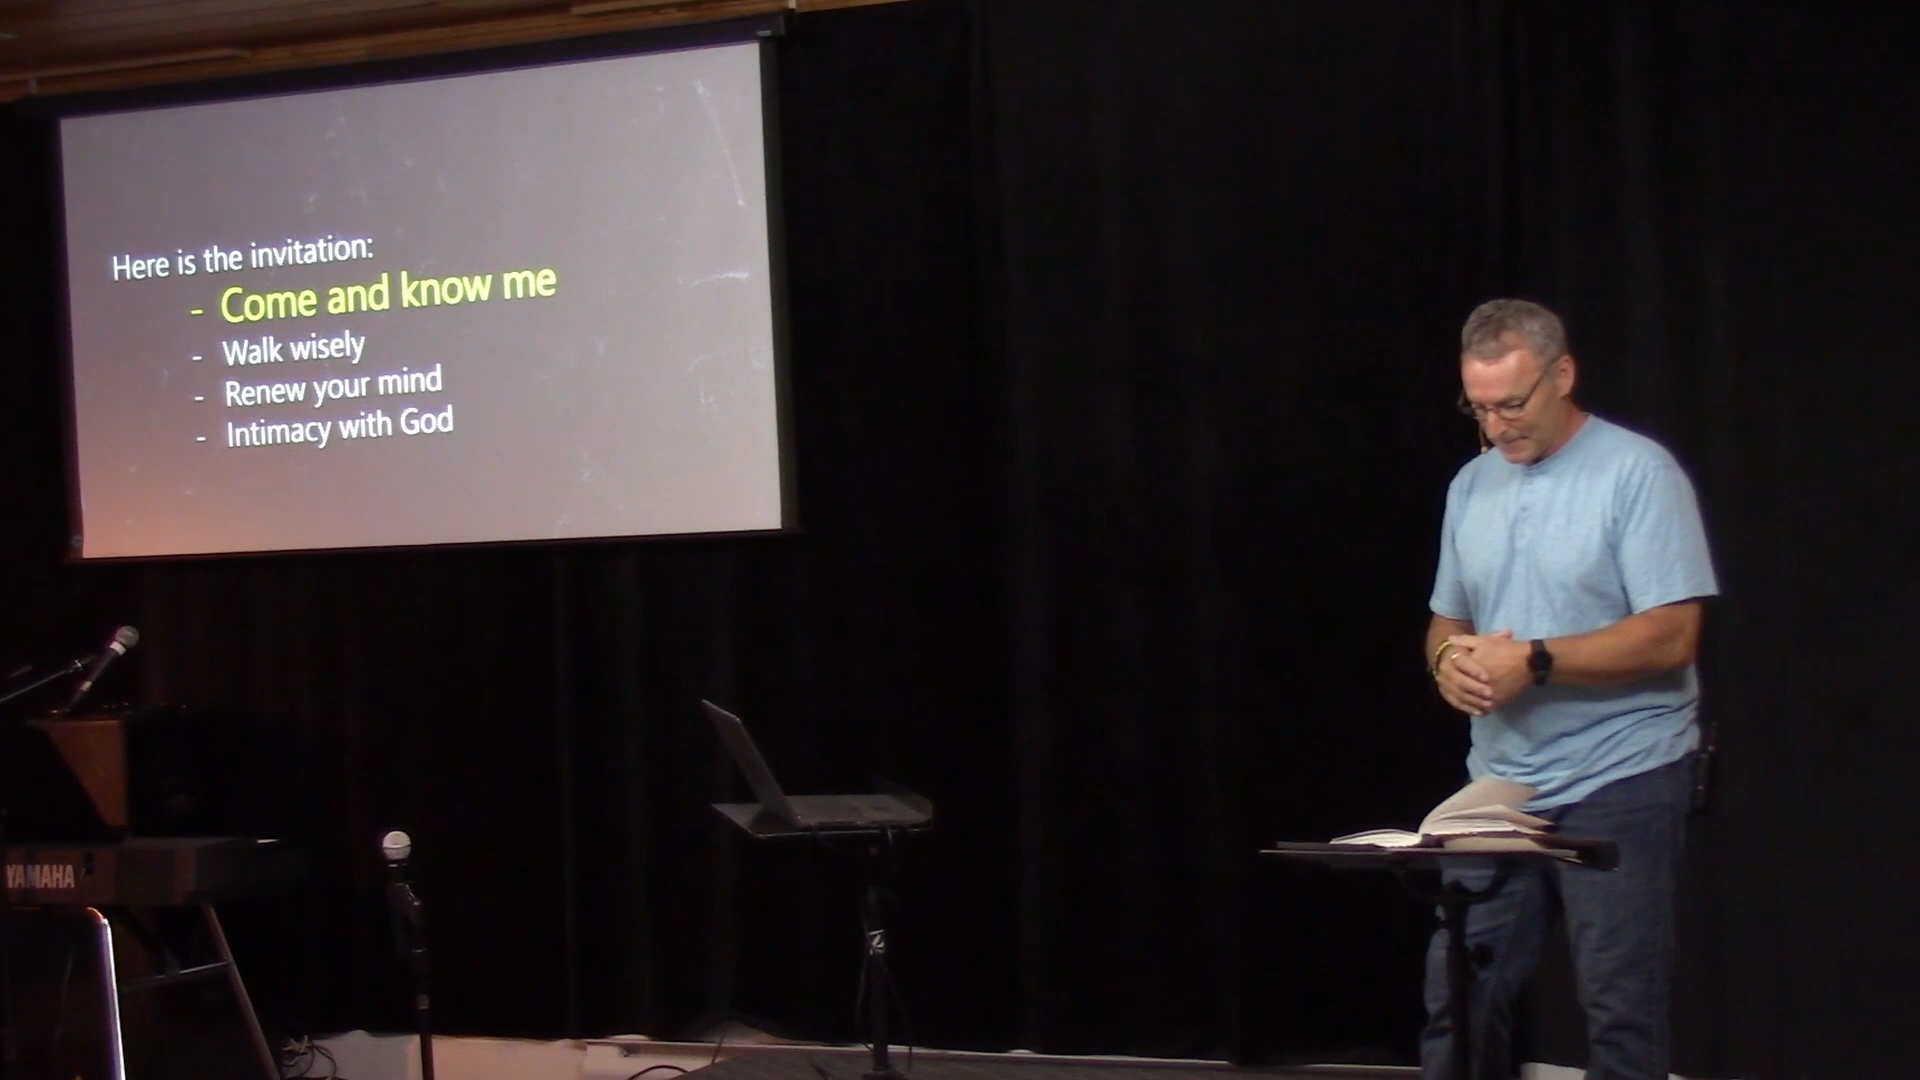 Here is the invitation:
- Come and know me
- Walk wisely
- Renew your mind
- Intimacy with God
YAMAHA